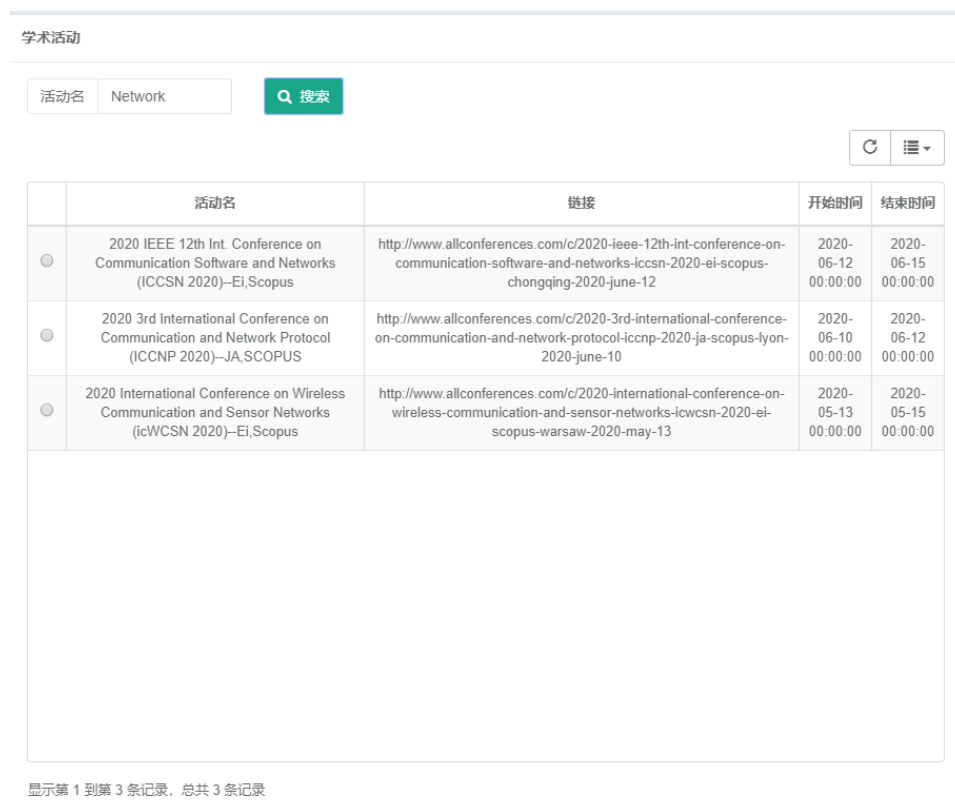 学术活动
活动名 Network 搜索
活动名 链接 开始时间 结束时间
2020 IEEE 12th Int. Conference on
Communication Software and Networks
(ICCSN 2020)--Ei,Scopus
http://www.allconferences.com/c/2020-ieee-12th-int-conference-on-
communication-software-and-networks-iccsn-2020-ei-scopus-
chongqing-2020-june-12
2020-
06-12
00:00:00
2020-
06-15
00:00:00
2020 3rd International Conference on
Communication and Network Protocol
(ICCNP 2020)--JA,SCOPUS
http://www.allconferences.com/c/2020-3rd-international-conference-
on-communication-and-network-protocol-iccnp-2020-ja-scopus-lyon-
2020-june-10
2020-
06-10
00:00:00
2020-
06-12
00:00:00
2020 International Conference on Wireless
Communication and Sensor Networks
(icWCSN 2020)--Ei,Scopus
http://www.allconferences.com/c/2020-international-conference-on-
wireless-communication-and-sensor-networks-icwcsn-2020-ei-
scopus-warsaw-2020-may-13
2020-
05-13
00:00:00
2020-
05-15
00:00:00
显示第 1 到第 3 条记录，总共 3 条记录